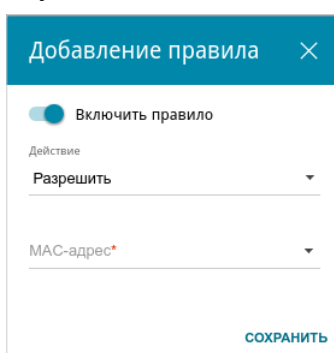 Добавление правила
Включить правило
Действие
Разрешить
MAC-адрес*
СОХРАНИТЬ